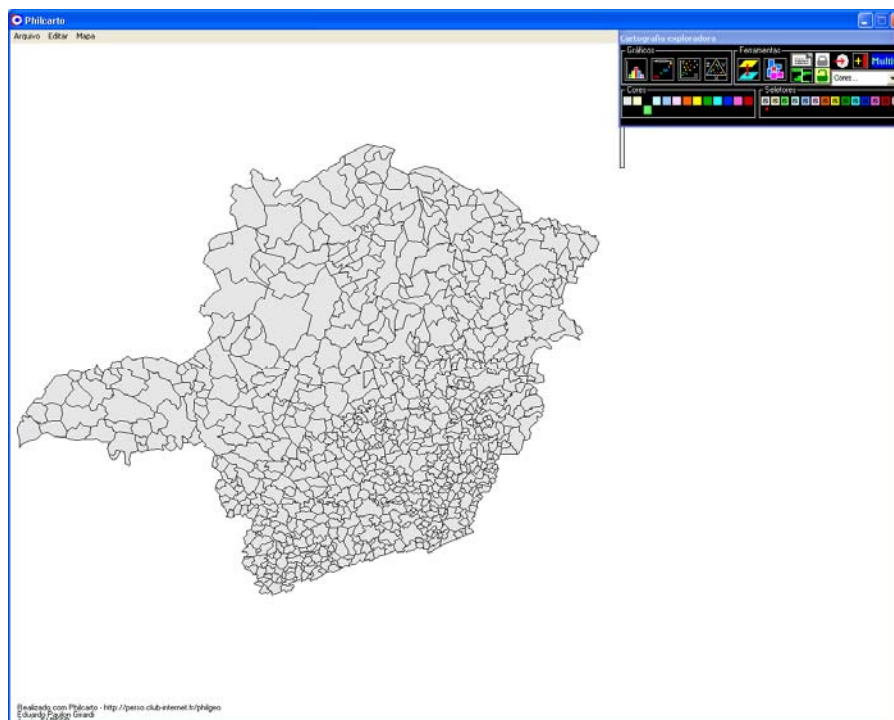 Philcarto
Arquivo Editar Mapa
Cartografia exploradora
Gráficos
Ferramentas
Cores...
Cores
Seletores
Realizado com Philcarto - http://perso.club-internet.fr/philgeo
Eduardo Paulon Girardi